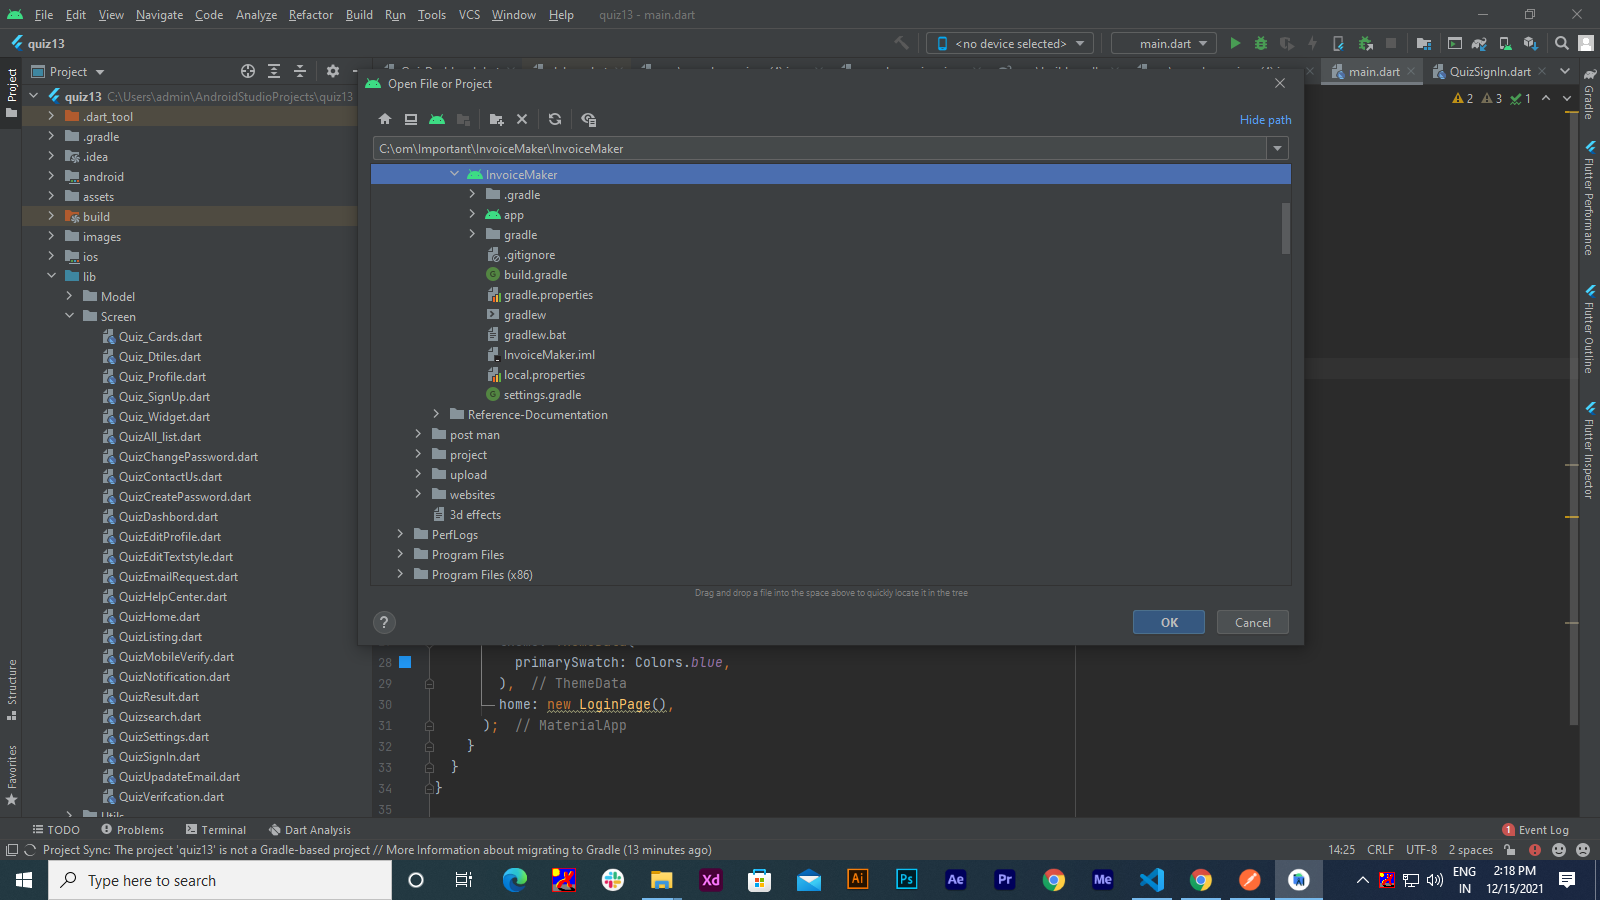 File Edit View Navigate Code Analyze Refactor Build Run Tools VCS Window Help quiz13 - main.dart
quiz13
<no device selected>
main.dart
Project
main.dart
QuizSignIn.dart
2 3 1
quiz13 C:\Users\admin\AndroidStudioProjects\quiz13
.dart_tool
.gradle
.idea
android
assets
build
images
ios
lib
Model
Screen
Quiz_Cards.dart
Quiz_Dtiles.dart
Quiz_Profile.dart
Quiz_SignUp.dart
Quiz_Widget.dart
QuizAll_list.dart
QuizChangePassword.dart
QuizContactUs.dart
QuizCreatePassword.dart
QuizDashbord.dart
QuizEditProfile.dart
QuizEditTextstyle.dart
QuizEmailRequest.dart
QuizHelpCenter.dart
QuizHome.dart
QuizListing.dart
QuizMobileVerify.dart
QuizNotification.dart
QuizResult.dart
Quizsearch.dart
QuizSettings.dart
QuizSignIn.dart
QuizUpadateEmail.dart
QuizVerifcation.dart
Project
Structure
Favorites
Open File or Project
Hide path
C:\om\Important\InvoiceMaker\InvoiceMaker
InvoiceMaker
.gradle
app
gradle
.gitignore
build.gradle
gradle.properties
gradlew
gradlew.bat
InvoiceMaker.iml
local.properties
settings.gradle
Reference-Documentation
post man
project
upload
websites
3d effects
PerfLogs
Program Files
Program Files (x86)
Drag and drop a file into the space above to quickly locate it in the tree
?
OK
Cancel
28 primarySwatch: Colors.blue,
29 ), // ThemeData
30 home: new LoginPage(),
31 ); // MaterialApp
32 }
33 }
34 }
35
Gradle
Flutter Performance
Flutter Outline
Flutter Inspector
TODO Problems Terminal Dart Analysis
1 Event Log
Project Sync: The project 'quiz13' is not a Gradle-based project // More Information about migrating to Gradle (13 minutes ago)
14:25 CRLF UTF-8 2 spaces
Type here to search
Xd
Ai
Ps
Ae
Pr
Me
ENG
IN
2:18 PM
12/15/2021